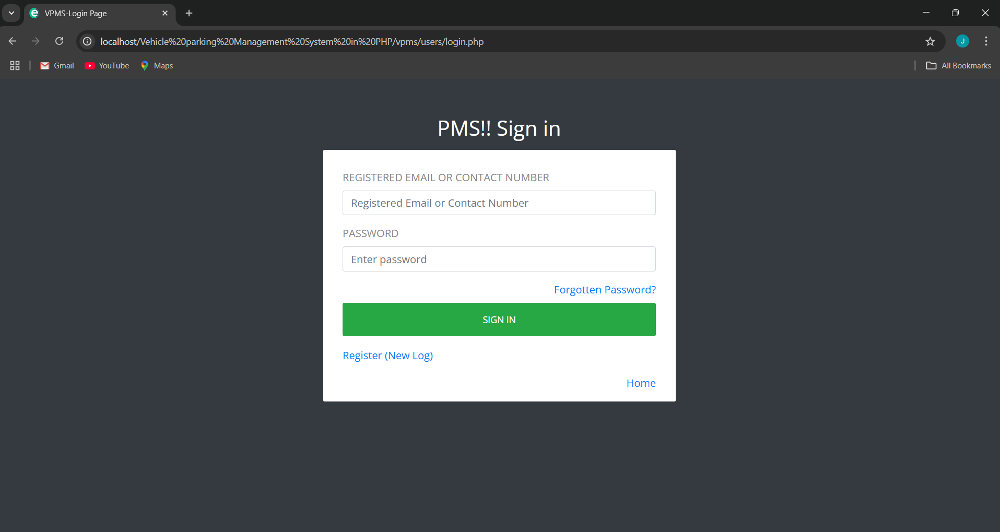 VPMS-Login Page
localhost/Vehicle%20parking%20Management%20System%20in%20PHP/vpms/users/login.php
J
Gmail
YouTube
Maps
All Bookmarks
PMS!! Sign in
REGISTERED EMAIL OR CONTACT NUMBER
Registered Email or Contact Number
PASSWORD
Enter password
Forgotten Password?
SIGN IN
Register (New Log)
Home